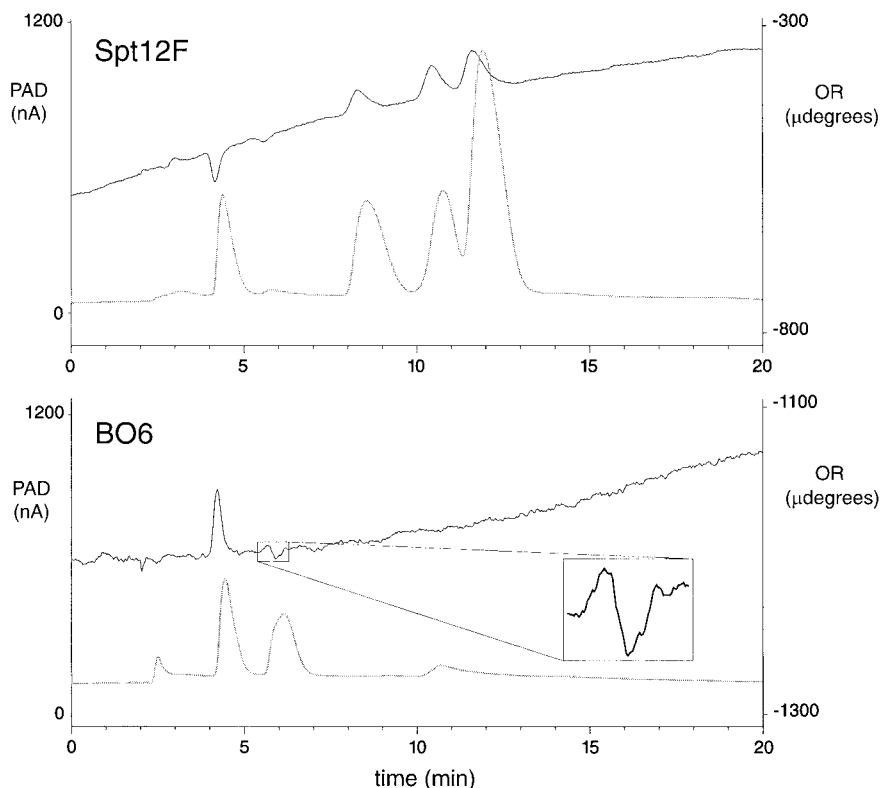 1200
Spt12F
PAD
(nA)
0
-300
OR
(μdegrees)
-800
0 5 10 15 20
1200
BO6
PAD
(nA)
0
-1100
OR
(μdegrees)
-1300
0 5 10 15 20
time (min)